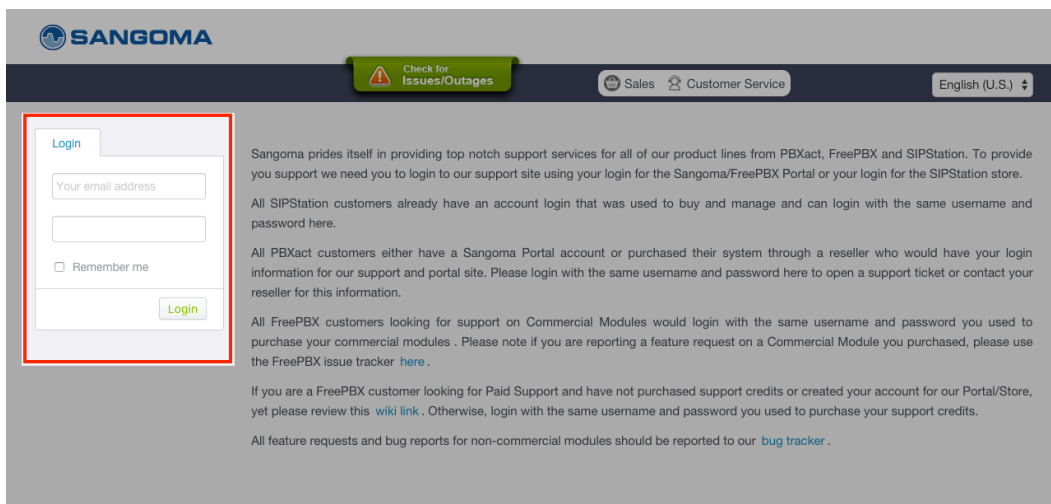 SANGOMA
Check for
Issues/Outages
Sales Customer Service
English (U.S.)
Login
Your email address
Remember me
Login
Sangoma prides itself in providing top notch support services for all of our product lines from PBXact, FreePBX and SIPStation. To provide
you support we need you to login to our support site using your login for the Sangoma/FreePBX Portal or your login for the SIPStation store.
All SIPStation customers already have an account login that was used to buy and manage and can login with the same username and
password here.
All PBXact customers either have a Sangoma Portal account or purchased their system through a reseller who would have your login
information for our support and portal site. Please login with the same username and password here to open a support ticket or contact your
reseller for this information.
All FreePBX customers looking for support on Commercial Modules would login with the same username and password you used to
purchase your commercial modules . Please note if you are reporting a feature request on a Commercial Module you purchased, please use
the FreePBX issue tracker here .
If you are a FreePBX customer looking for Paid Support and have not purchased support credits or created your account for our Portal/Store,
yet please review this wiki link . Otherwise, login with the same username and password you used to purchase your support credits.
All feature requests and bug reports for non-commercial modules should be reported to our bug tracker .